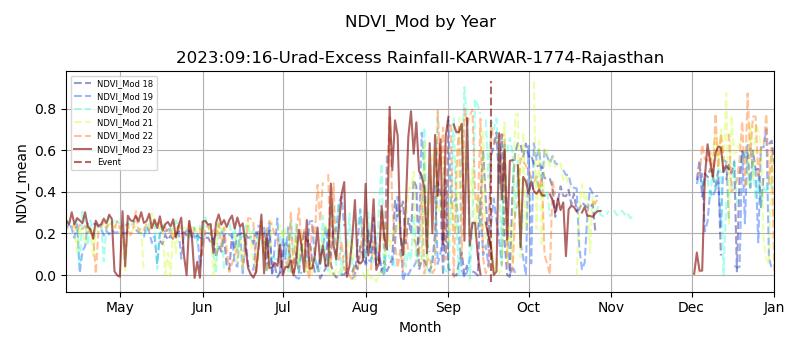 NDVI_Mod by Year
2023:09:16-Urad-Excess Rainfall-KARWAR-1774-Rajasthan
NDVI_Mod 18
NDVI_Mod 19
NDVI_Mod 20
NDVI_Mod 21
NDVI_Mod 22
NDVI_Mod 23
Event
NDVI_mean
0.8
0.6
0.4
0.2
0.0
May Jun Jul Aug Sep Oct Nov Dec Jan
Month